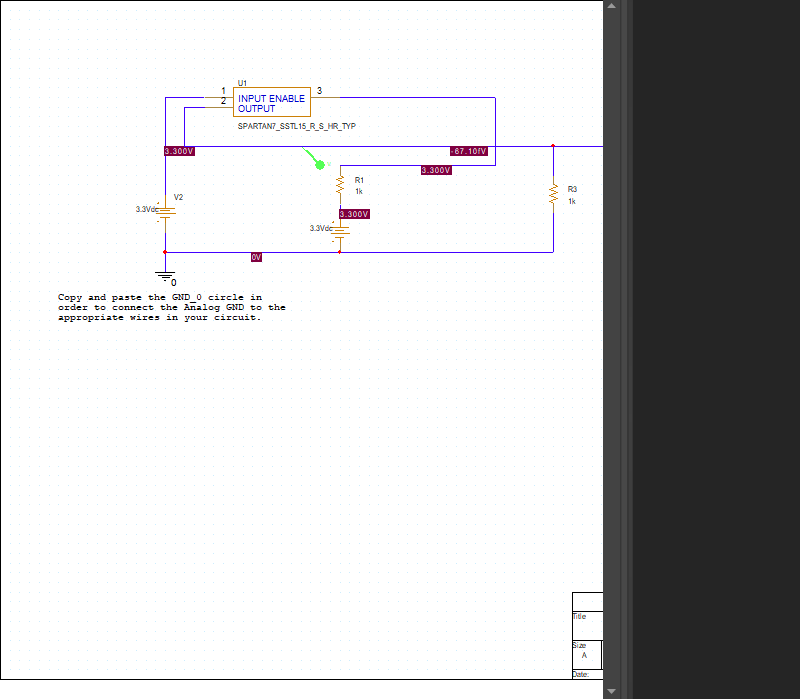 U1
1
INPUT ENABLE
3
2
OUTPUT
SPARTAN7_SSTL15_R_S_HR_TYP
3.300V
-67.10fV
3.300V
R1
1k
R3
1k
V2
3.3Vdc
3.300V
3.3Vdc
0V
0
Copy and paste the GND_0 circle in
order to connect the Analog GND to the
appropriate wires in your circuit.
Title
Size
A
Date: